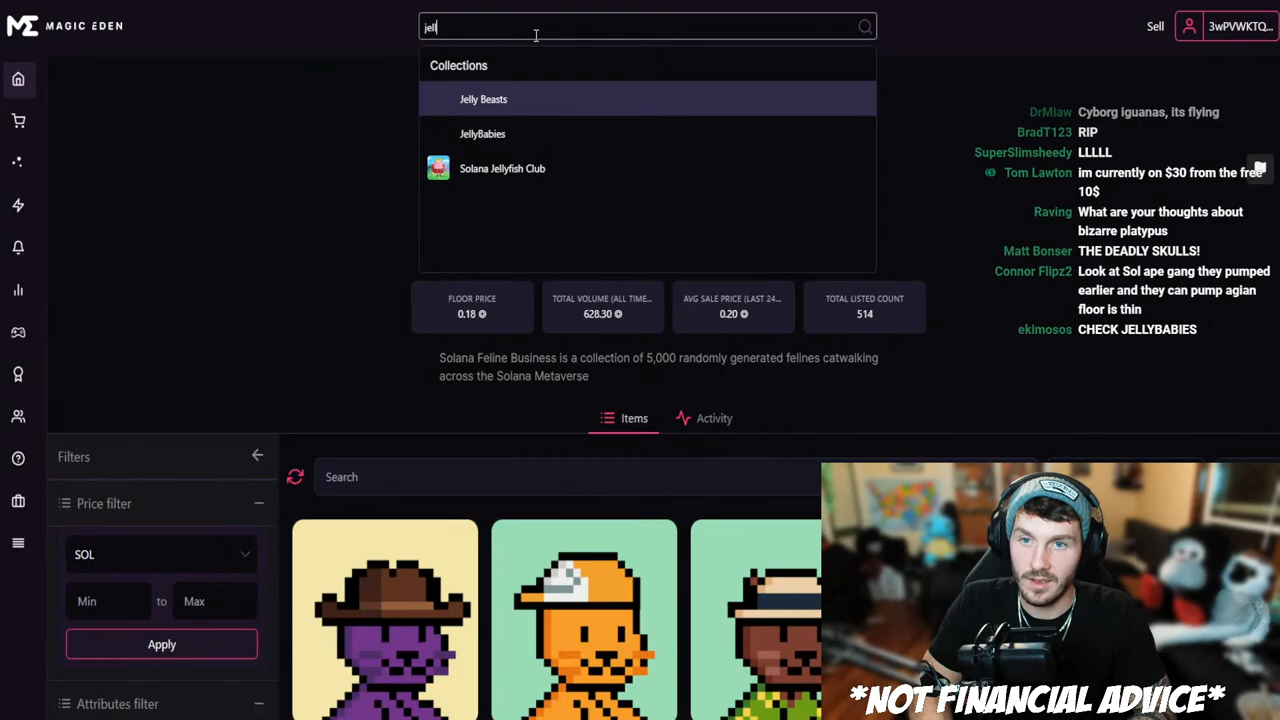 MAGIC EDEN
jell
Sell
3wPVWKTQ...
Collections
Jelly Beasts
JellyBabies
Solana Jellyfish Club
DrMiaw Cyborg iguanas, its flying
BradT123 RIP
SuperSlimsheedy LLLLL
Tom Lawton im currently on $30 from the free
10$
Raving What are your thoughts about
bizarre platypus
Matt Bonser THE DEADLY SKULLS!
Connor Flipz2 Look at Sol ape gang they pumped
earlier and they can pump agian
floor is thin
ekimosos CHECK JELLYBABIES
FLOOR PRICE
0.18
TOTAL VOLUME (ALL TIME...
628.30
AVG SALE PRICE (LAST 24...
0.20
TOTAL LISTED COUNT
514
Solana Feline Business is a collection of 5,000 randomly generated felines catwalking
across the Solana Metaverse
Items
Activity
Filters
Search
Price filter
SOL
Min to Max
Apply
Attributes filter
*NOT FINANCIAL ADVICE*